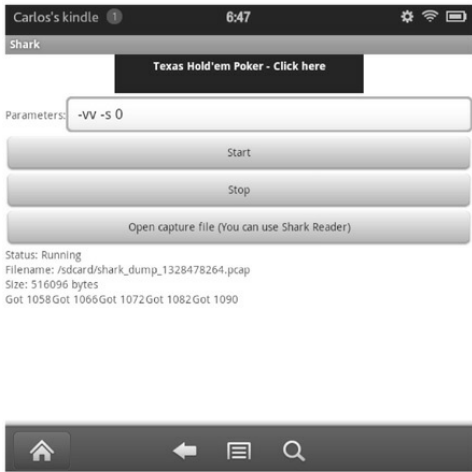 Carlos's kindle 1 6:47
Shark
Texas Hold'em Poker - Click here
Parameters: -vv -s 0
Start
Stop
Open capture file (You can use Shark Reader)
Status: Running
Filename: /sdcard/shark_dump_1328478264.pcap
Size: 516096 bytes
Got 1058Got 1066Got 1072Got 1082Got 1090